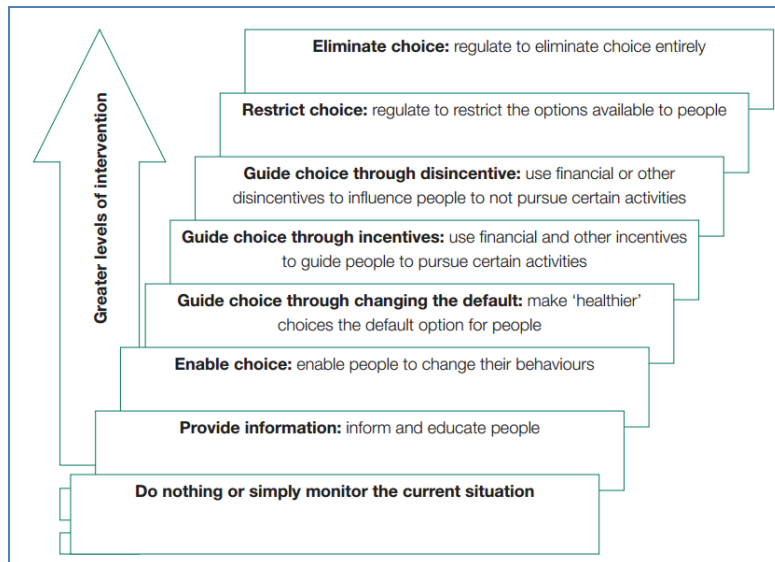 Eliminate choice: regulate to eliminate choice entirely
Restrict choice: regulate to restrict the options available to people
Guide choice through disincentive: use financial or other
disincentives to influence people to not pursue certain activities
Guide choice through incentives: use financial and other incentives
to guide people to pursue certain activities
Guide choice through changing the default: make ‘healthier’
choices the default option for people
Enable choice: enable people to change their behaviours
Provide information: inform and educate people
Do nothing or simply monitor the current situation
Greater levels of intervention